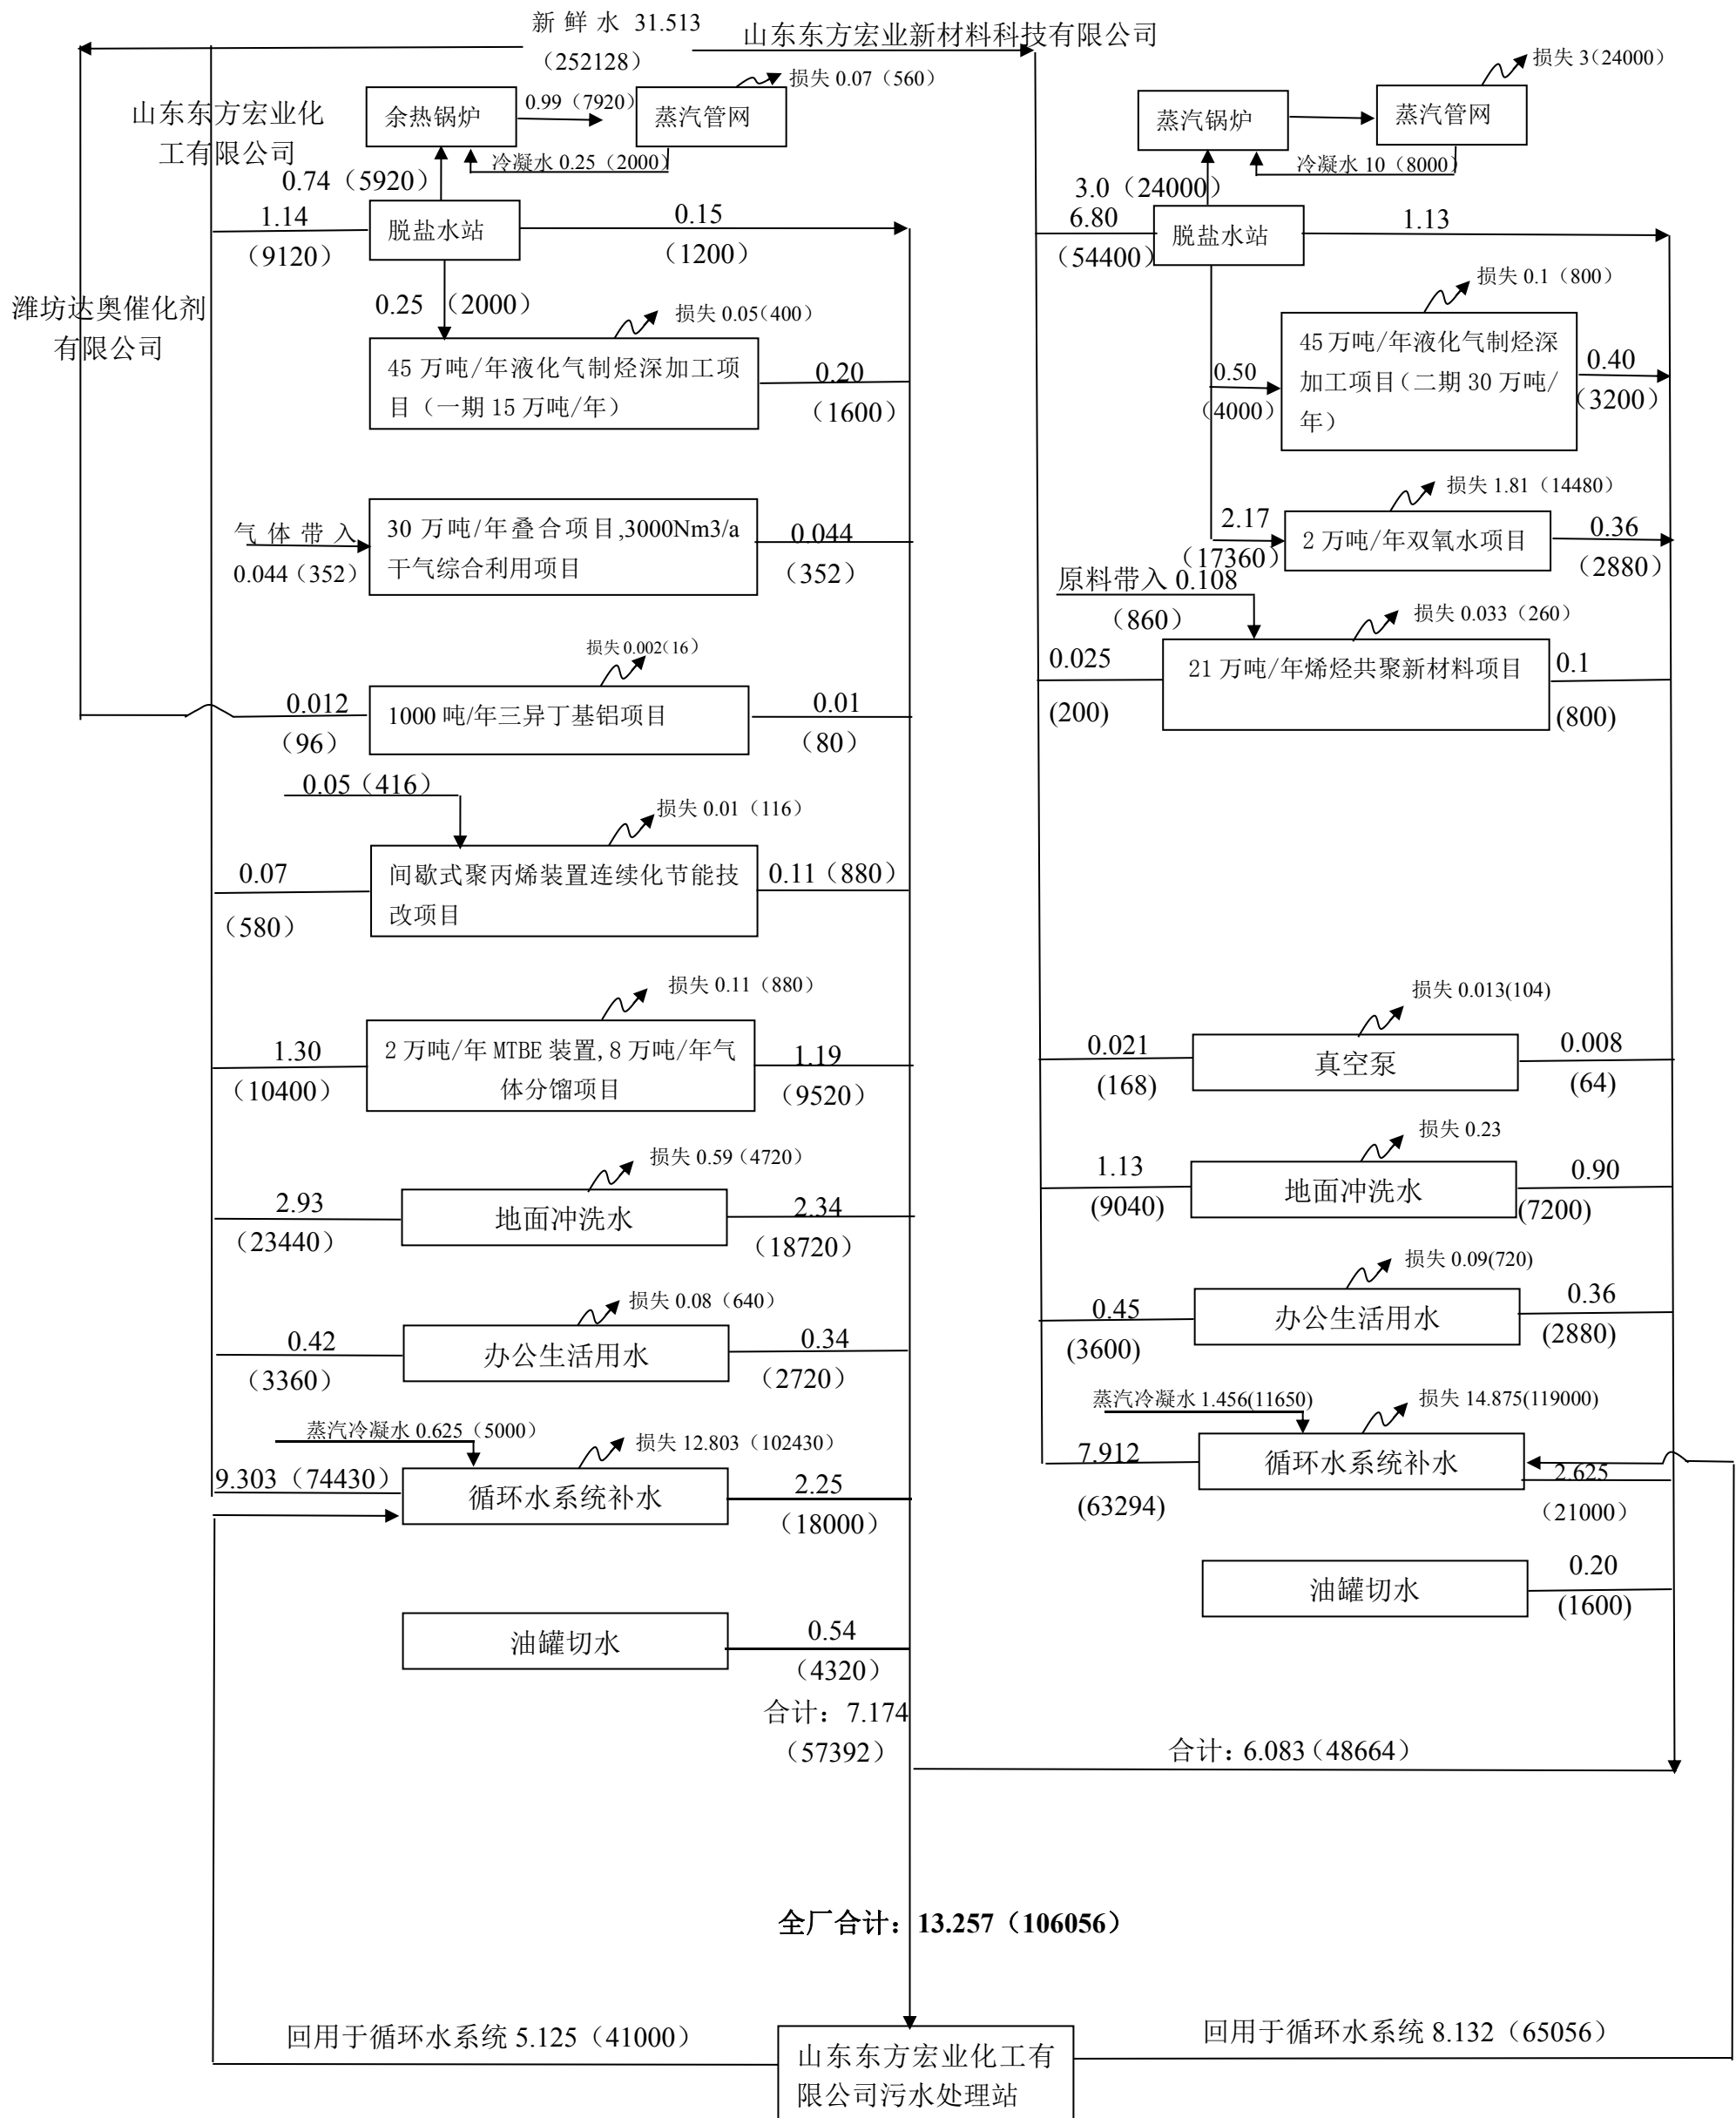 新 鲜 水 31.513
（252128）
山东东方宏业新材料科技有限公司
山东东方宏业化
工有限公司
潍坊达奥催化剂
有限公司
余热锅炉
0.99（7920）
蒸汽管网
损失 0.07（560）
冷凝水 0.25（2000）
0.74（5920）
1.14
（9120）
脱盐水站
0.15
（1200）
0.25 （2000）
损失 0.05(400）
45 万吨/年液化气制烃深加工项
目（一期 15 万吨/年）
0.20
（1600）
气 体 带 入
0.044（352）
30 万吨/年叠合项目,3000Nm3/a
干气综合利用项目
0.044
（352）
损失 0.002(16）
0.012
（96）
1000 吨/年三异丁基铝项目
0.01
（80）
0.05（416）
损失 0.01（116）
0.07
（580）
间歇式聚丙烯装置连续化节能技
改项目
0.11（880）
损失 0.11（880）
1.30
（10400）
2 万吨/年 MTBE 装置,8 万吨/年气
体分馏项目
1.19
（9520）
损失 0.59（4720）
2.93
（23440）
地面冲洗水
2.34
（18720）
损失 0.08（640）
0.42
（3360）
办公生活用水
0.34
（2720）
蒸汽冷凝水 0.625（5000）
损失 12.803（102430）
9.303（74430）
循环水系统补水
2.25
（18000）
油罐切水
0.54
（4320）
合计：7.174
（57392）
蒸汽锅炉
蒸汽管网
损失 3(24000）
冷凝水 10（8000）
3.0（24000）
6.80
（54400）
脱盐水站
1.13
损失 0.1（800）
0.50
（4000）
45 万吨/年液化气制烃深
加工项目（二期 30 万吨/
年）
0.40
（3200）
损失 1.81（14480）
2.17
（17360）
2 万吨/年双氧水项目
0.36
（2880）
原料带入 0.108
（860）
损失 0.033（260）
0.025
(200)
21 万吨/年烯烃共聚新材料项目
0.1
(800)
损失 0.013(104)
0.021
(168)
真空泵
0.008
(64)
损失 0.23
1.13
(9040)
地面冲洗水
0.90
(7200)
损失 0.09(720)
0.45
(3600)
办公生活用水
0.36
(2880)
蒸汽冷凝水 1.456(11650)
损失 14.875(119000)
7.912
(63294)
循环水系统补水
2.625
（21000）
油罐切水
0.20
(1600)
合计：6.083（48664）
全厂合计：13.257（106056）
回用于循环水系统 5.125（41000）
回用于循环水系统 8.132（65056）
山东东方宏业化工有
限公司污水处理站